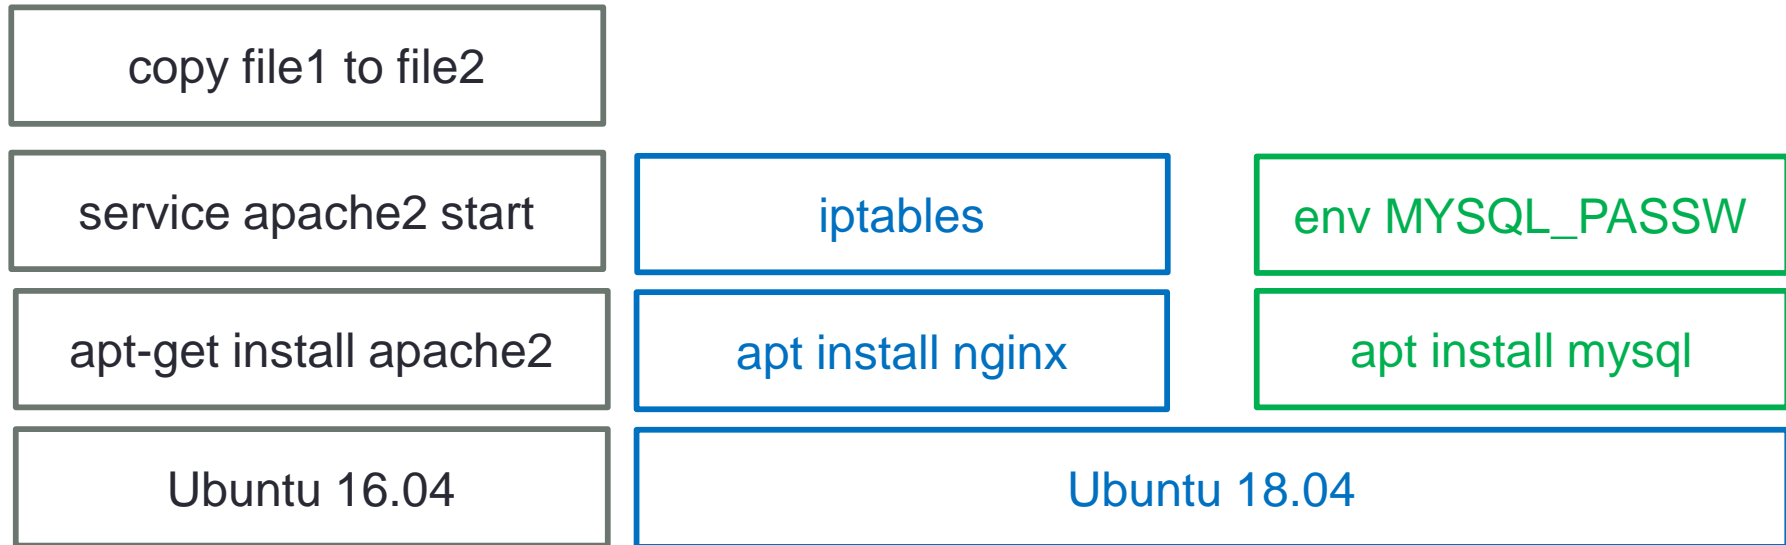 copy file1 to file2
service apache2 start
iptables
env MYSQL_PASSW
apt-get install apache2
apt install nginx
apt install mysql
Ubuntu 16.04
Ubuntu 18.04